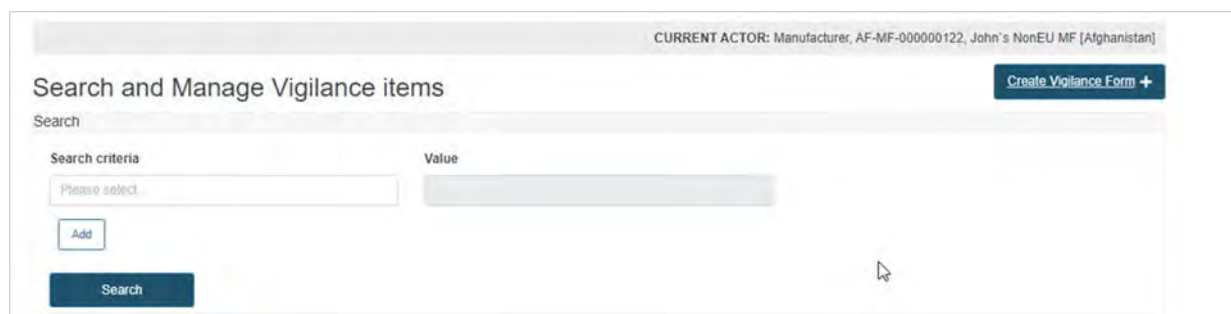 CURRENT ACTOR: Manufacturer, AF-MF-000000122, John`s NonEU MF [Afghanistan]
Search and Manage Vigilance items
Create Vigilance Form +
Search
Search criteria
Value
Please select
Add
Search